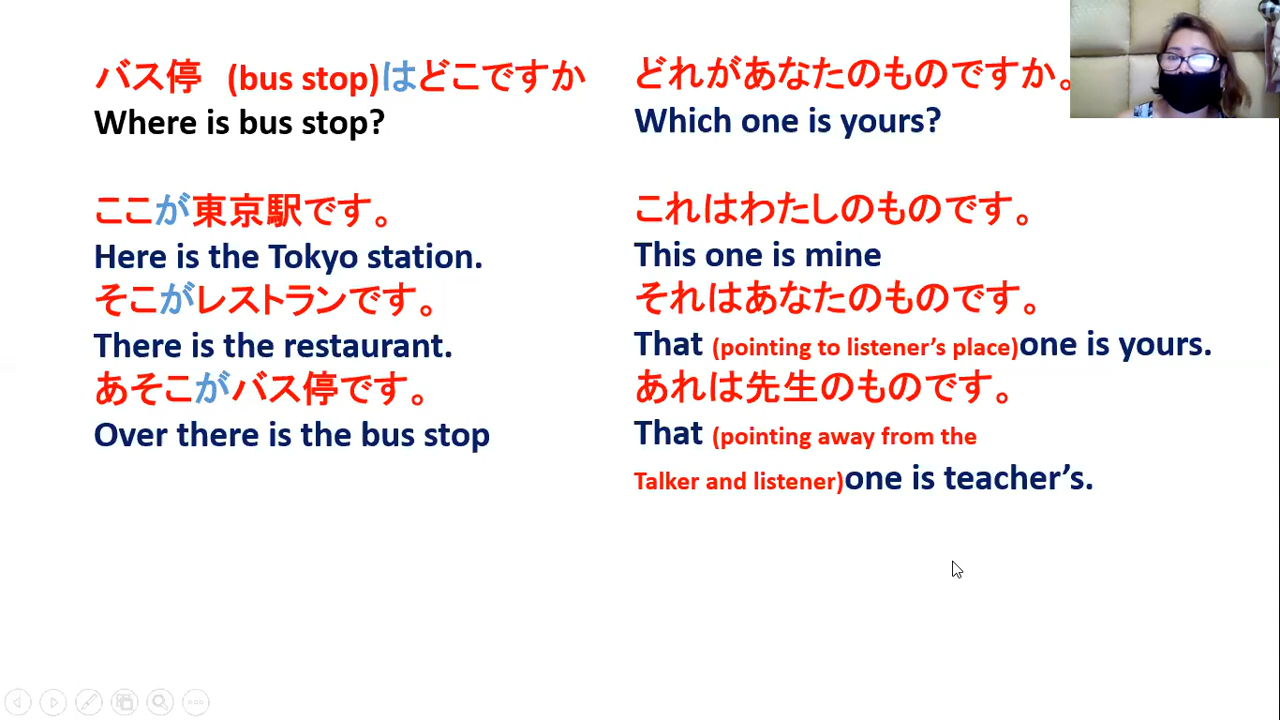 バス停 (bus stop)はどこですか
Where is bus stop?
ここが東京駅です。
Here is the Tokyo station.
そこがレストランです。
There is the restaurant.
あそこがバス停です。
Over there is the bus stop
どれがあなたのものですか。
Which one is yours?
これはわたしのものです。
This one is mine
それはあなたのものです。
That (pointing to listener's place)one is yours.
あれは先生のものです。
That (pointing away from the
Talker and listener)one is teacher's.